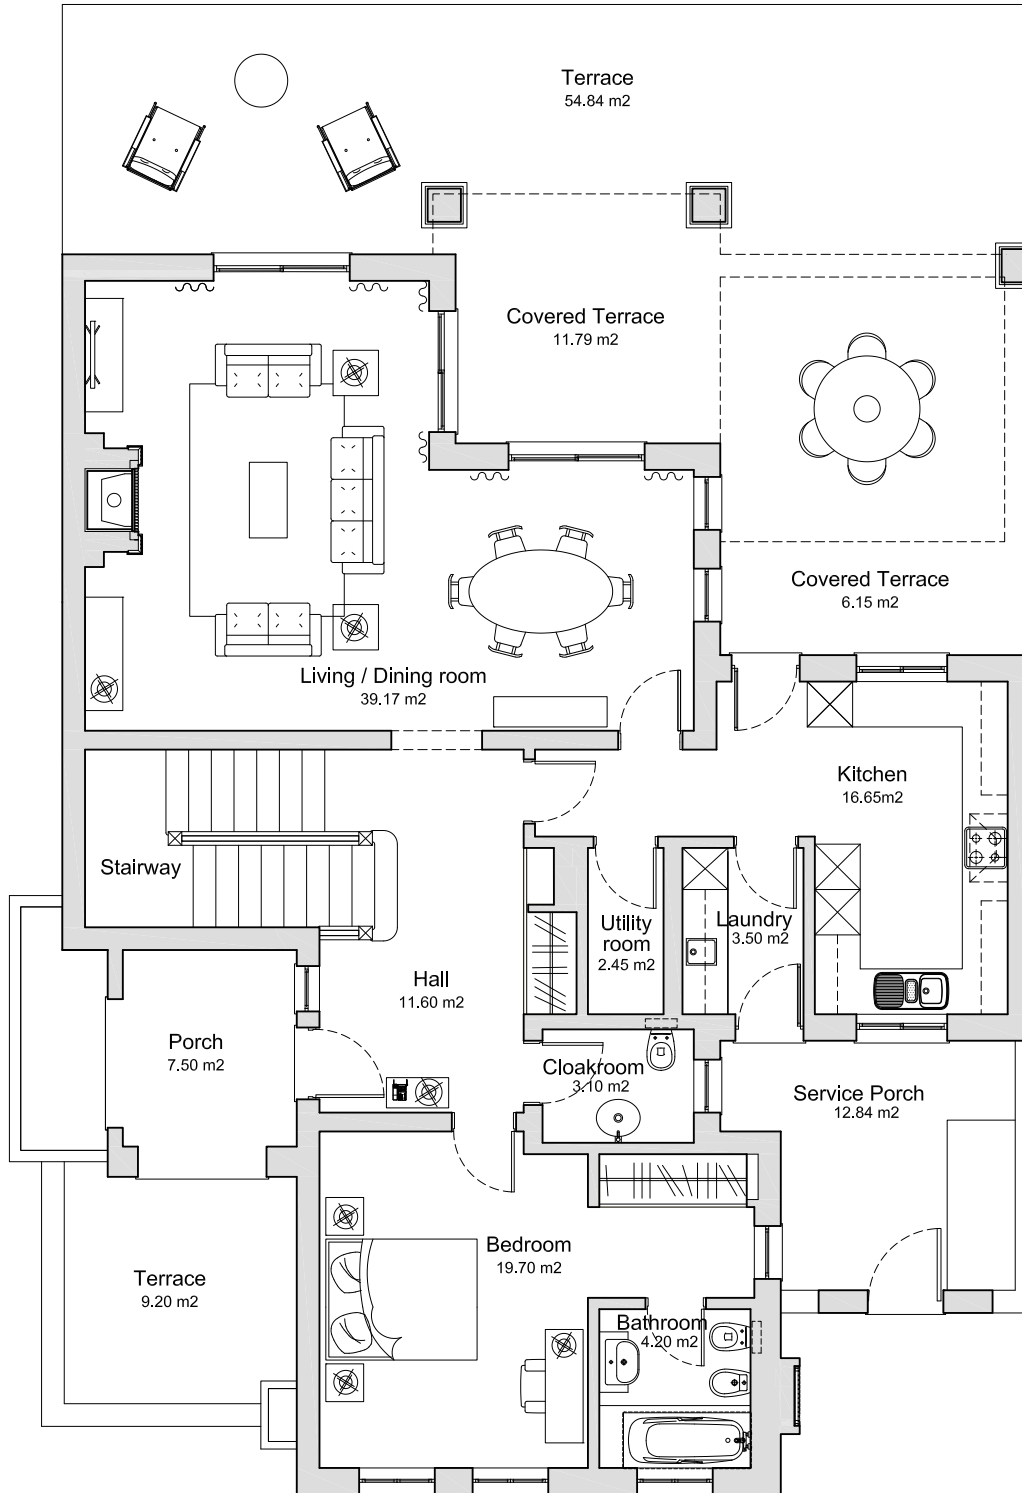 Terrace
54.84 m2
Covered Terrace
11.79 m2
Covered Terrace
6.15 m2
Living / Dining room
39.17 m2
Kitchen
16.65m2
Stairway
Utility
room
2.45 m2
Laundry
3.50 m2
Hall
11.60 m2
Porch
7.50 m2
Cloakroom
3.10 m2
Service Porch
12.84 m2
Bedroom
19.70 m2
Terrace
9.20 m2
Bathroom
4.20 m2